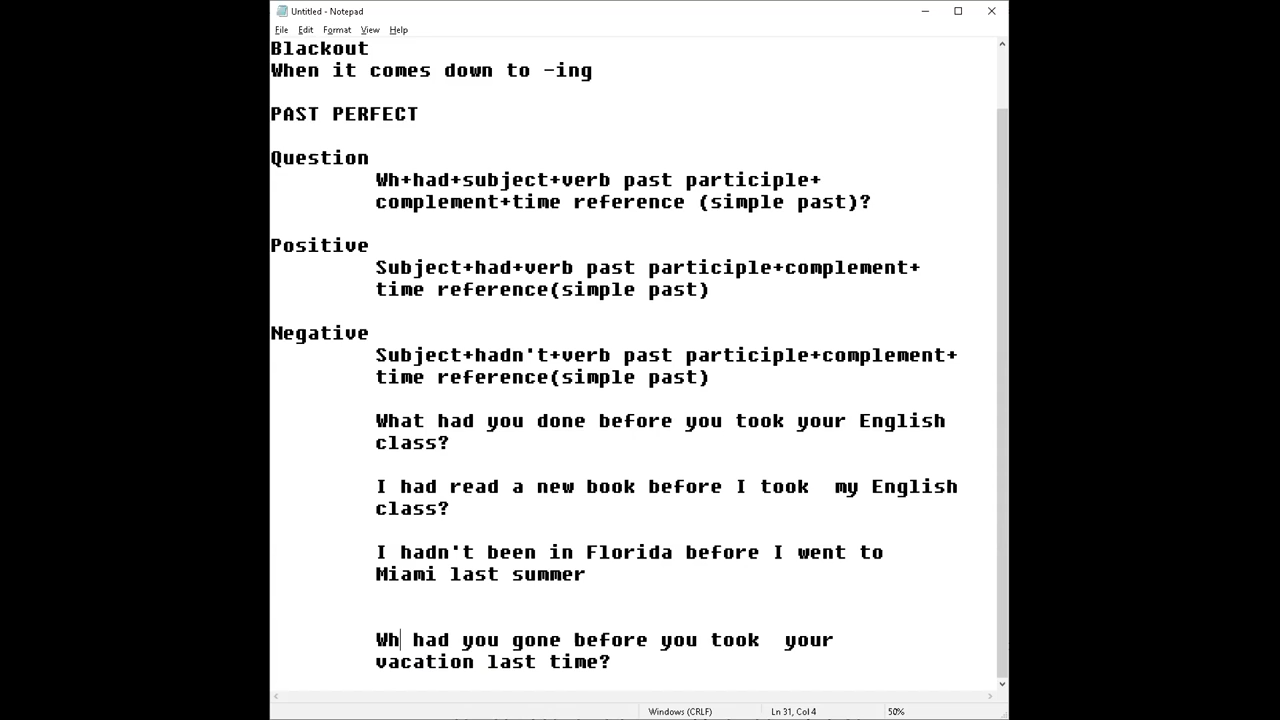 Untitled - Notepad
File Edit Format View Help
Blackout
When it comes down to -ing
PAST PERFECT
Question
Wh+had+subject+verb past participle+
complement+time reference (simple past)?
Positive
Subject+had+verb past participle+complement+
time reference(simple past)
Negative
Subject+hadn't+verb past participle+complement+
time reference(simple past)
What had you done before you took your English
class?
I had read a new book before I took  my English
class?
I hadn't been in Florida before I went to
Miami last summer
Wh had you gone before you took  your
vacation last time?
Windows (CRLF) Ln 31, Col 4 50%